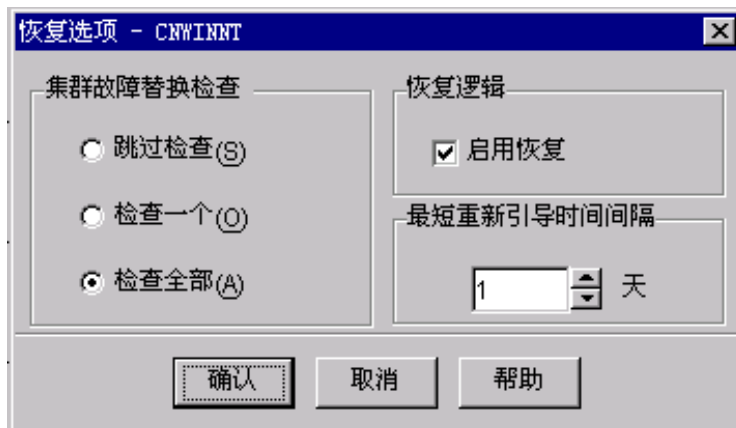 恢复选项 - CNWINNT
集群故障替换检查
跳过检查(S)
检查一个(O)
检查全部(A)
恢复逻辑
启用恢复
最短重新引导时间间隔
1 天
确认 取消 帮助